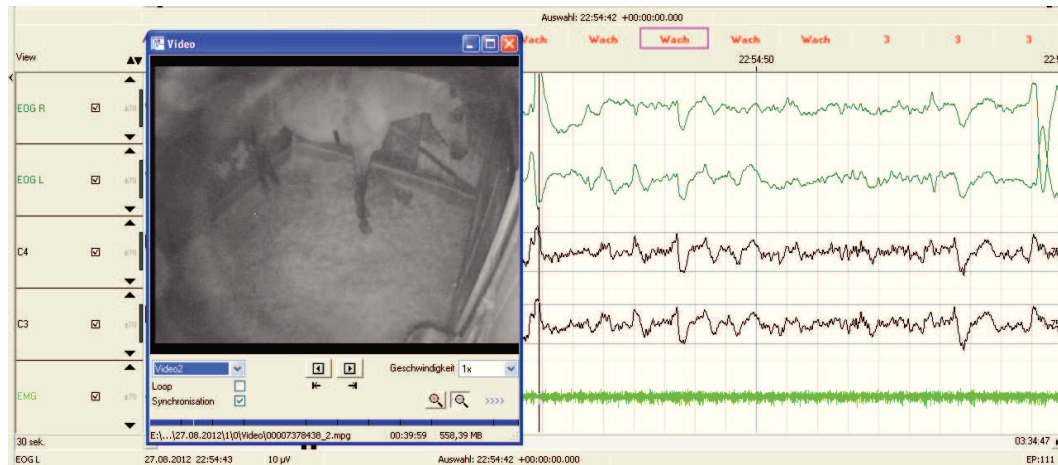 Auswahl: 22:54:42 +00:00:00.000
Video
Wach Wach Wach Wach Wach 3 3 3
View
22:54:50
EOG R
EOG L
C4
C3
EMG
Video2
Geschwindigkeit 1x
Loop
Synchronisation
>>>>
E:\...\27.08.2012\1\0\Video\00007378438_2.mpg 00:39:59 558,39 MB
30 sek. 03:34:47
EOG L 27.08.2012 22:54:43 10 µV Auswahl: 22:54:42 +00:00:00.000 EP:111